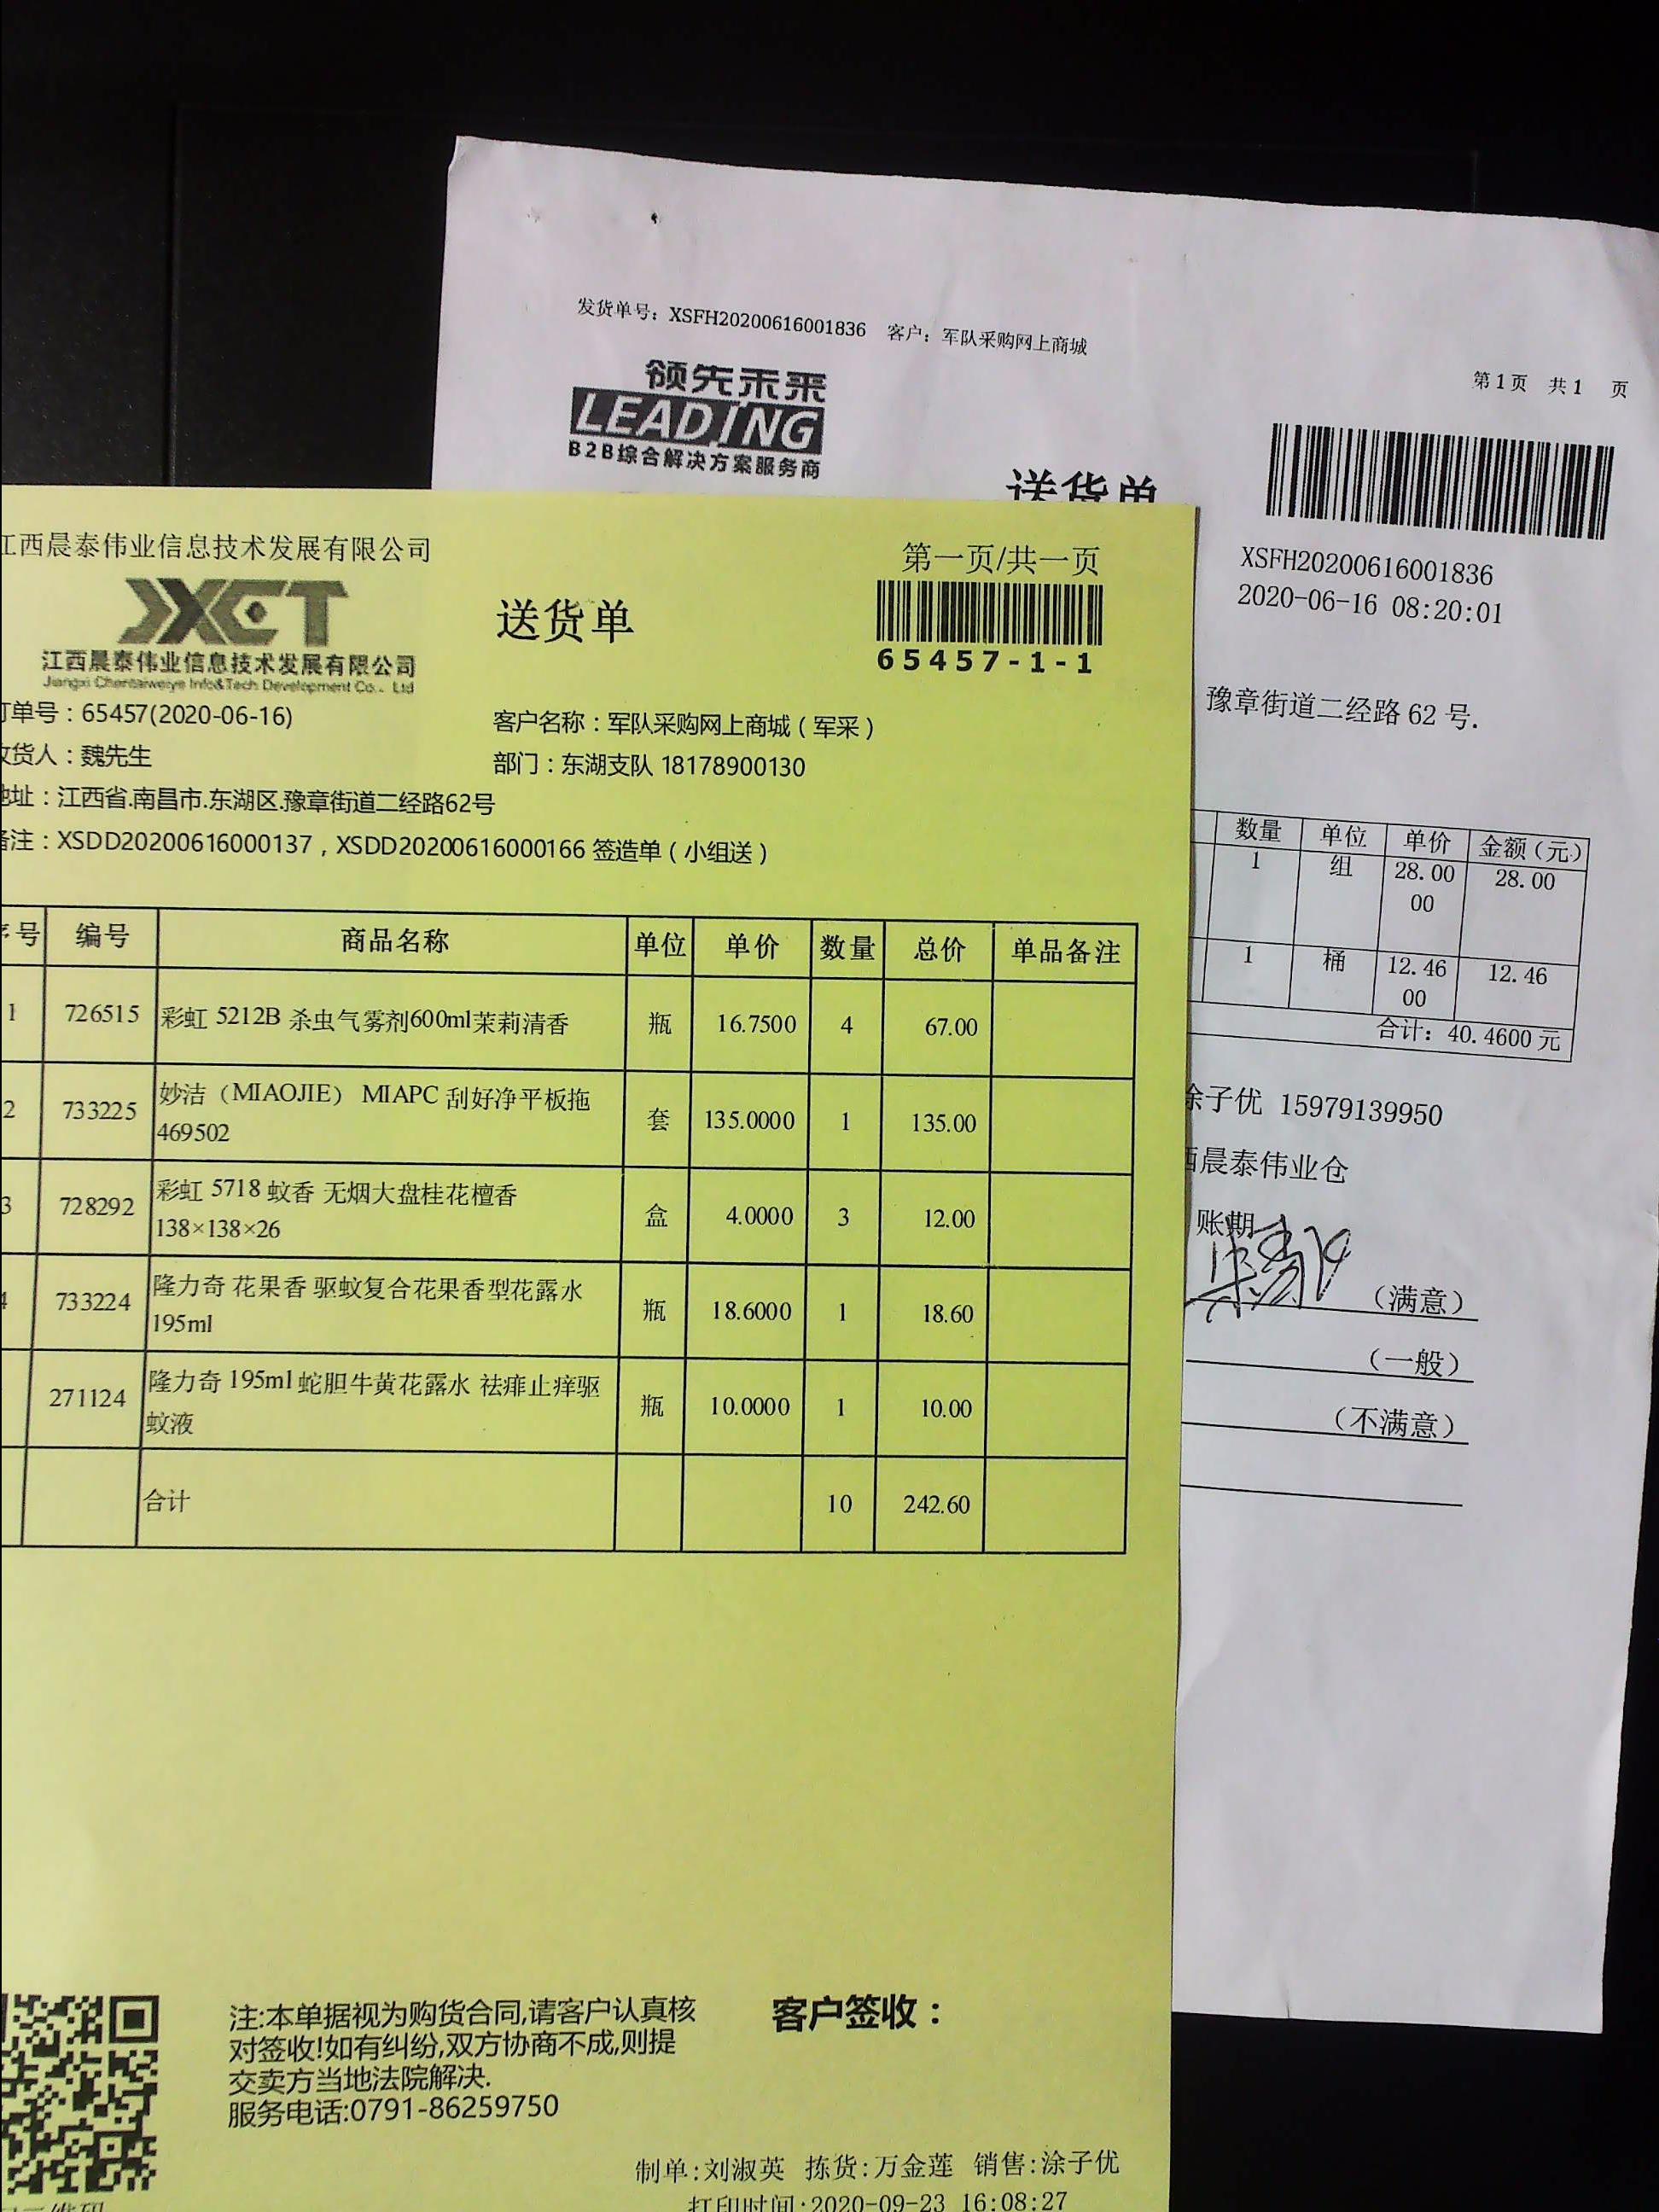 发货单号：XSFH20200616001836 客户：军队采购网上商城
第1页 共1 页
领先未来
LEADING
B2B综合解决方案服务商
送货单
XSFH20200616001836
2020-06-16 08:20:01
豫章街道二经路 62 号.
数量 单位 单价 金额（元）
1 组 28.00 28.00
00
1 桶 12.46 12.46
00
合计：40.4600 元
子优 15979139950
晨泰伟业仓
账期
（满意）
（一般）
（不满意）
江西晨泰伟业信息技术发展有限公司
第一页/共一页
JXCT
送货单
65457-1-1
江西晨泰伟业信息技术发展有限公司
Jiangxi Chentaiweiye Info&Tech Development Co., Ltd
单号：65457(2020-06-16)
客户名称：军队采购网上商城（军采）
货人：魏先生
部门：东湖支队 18178900130
地址：江西省.南昌市.东湖区.豫章街道二经路62号
备注：XSDD20200616000137，XSDD20200616000166 签造单（小组送）
号 编号 商品名称 单位 单价 数量 总价 单品备注
1 726515 彩虹 5212B 杀虫气雾剂600ml茉莉清香 瓶 16.7500 4 67.00
2 733225 妙洁（MIAOJIE） MIAPC 刮好净平板拖 套 135.0000 1 135.00
469502
3 728292 彩虹 5718 蚊香 无烟大盘桂花檀香 盒 4.0000 3 12.00
138×138×26
4 733224 隆力奇 花果香 驱蚊复合花果香型花露水 瓶 18.6000 1 18.60
195ml
271124 隆力奇 195ml 蛇胆牛黄花露水 祛痱止痒驱 瓶 10.0000 1 10.00
蚊液
合计 10 242.60
注:本单据视为购货合同,请客户认真核
对签收!如有纠纷,双方协商不成,则提
交卖方当地法院解决.
服务电话:0791-86259750
客户签收：
制单:刘淑英 拣货:万金莲 销售:涂子优
打印时间:2020-09-23 16:08:27